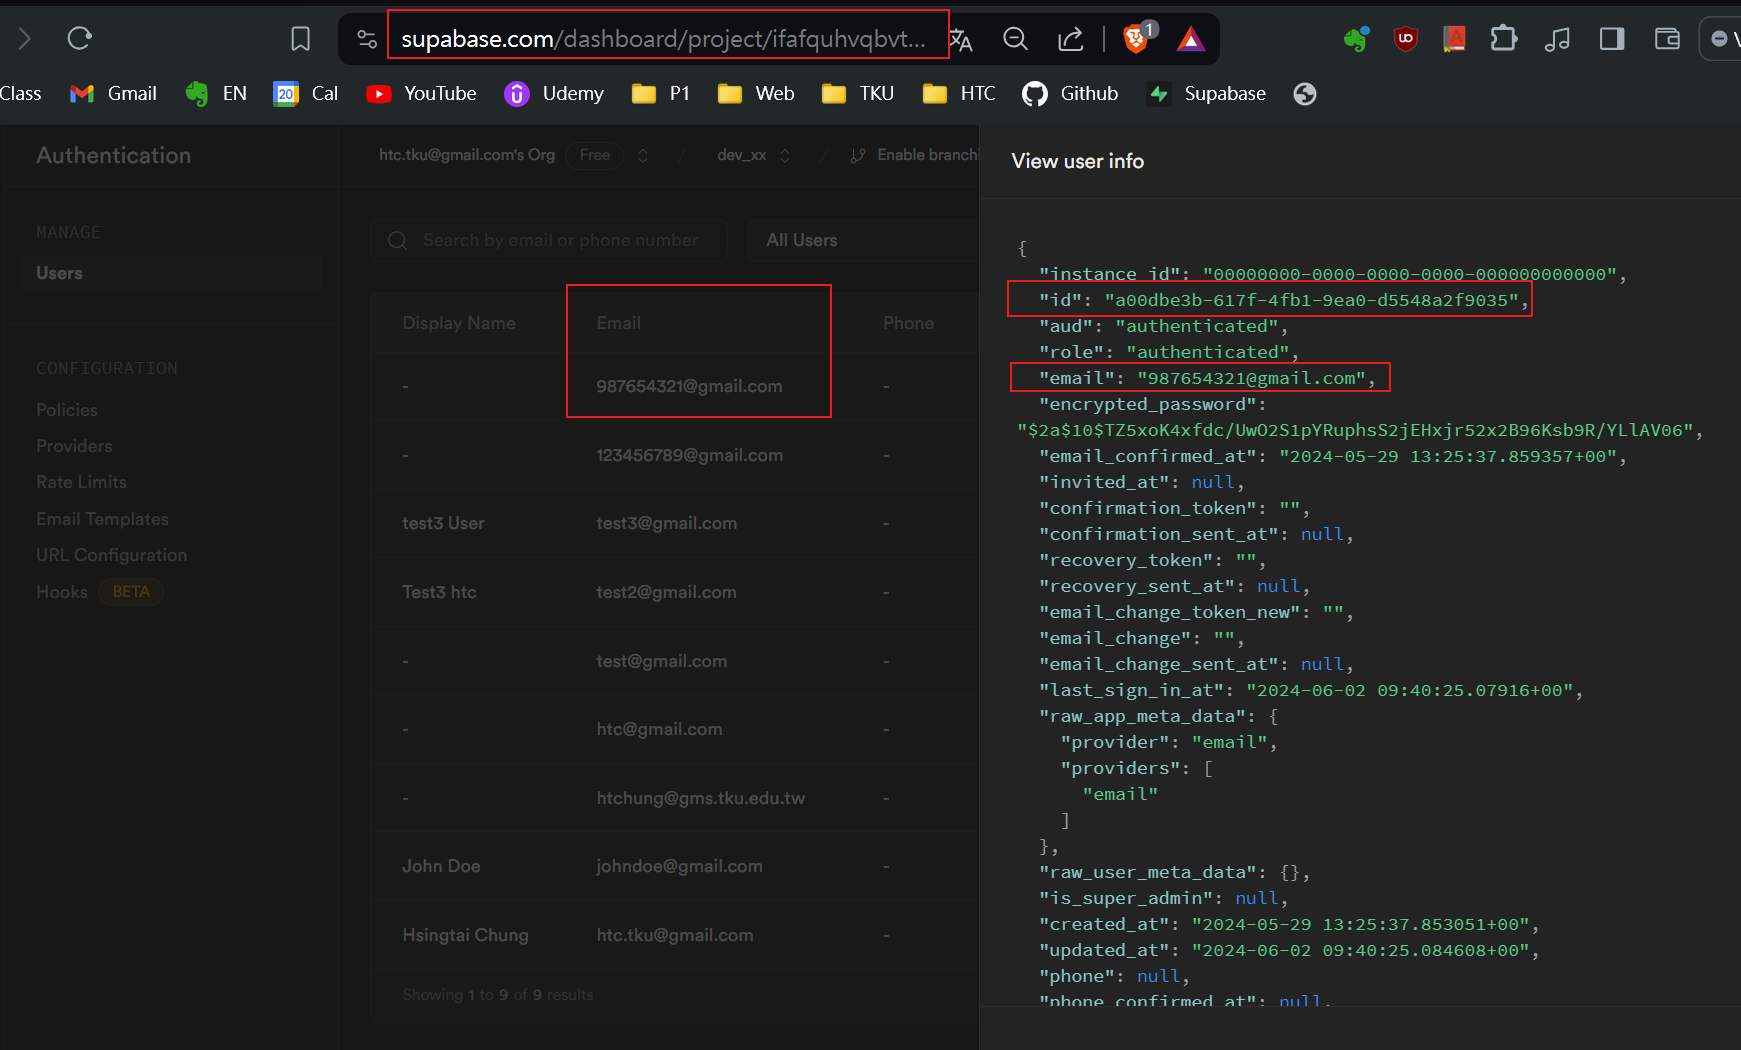 supabase.com/dashboard/project/ifafquhvqbvt...
1
Class
Gmail
EN
20
Cal
YouTube
Udemy
P1
Web
TKU
HTC
Github
Supabase
Authentication
htc.tku@gmail.com's Org
Free
/
dev_xx
/
Enable branchi
MANAGE
Users
CONFIGURATION
Policies
Providers
Rate Limits
Email Templates
URL Configuration
Hooks BETA
Search by email or phone number
All Users
Display Name Email Phone
- 987654321@gmail.com -
- 123456789@gmail.com -
test3 User test3@gmail.com -
Test3 htc test2@gmail.com -
- test@gmail.com -
- htc@gmail.com -
- htchung@gms.tku.edu.tw -
John Doe johndoe@gmail.com -
Hsingtai Chung htc.tku@gmail.com -
Showing 1 to 9 of 9 results
View user info
{
"instance_id": "00000000-0000-0000-0000-000000000000",
"id": "a00dbe3b-617f-4fb1-9ea0-d5548a2f9035",
"aud": "authenticated",
"role": "authenticated",
"email": "987654321@gmail.com",
"encrypted_password":
"$2a$10$TZ5xoK4xfdc/UwO2S1pYRuphsS2jEHxjr52x2B96Ksb9R/YLlAV06",
"email_confirmed_at": "2024-05-29 13:25:37.859357+00",
"invited_at": null,
"confirmation_token": "",
"confirmation_sent_at": null,
"recovery_token": "",
"recovery_sent_at": null,
"email_change_token_new": "",
"email_change": "",
"email_change_sent_at": null,
"last_sign_in_at": "2024-06-02 09:40:25.07916+00",
"raw_app_meta_data": {
"provider": "email",
"providers": [
"email"
]
},
"raw_user_meta_data": {},
"is_super_admin": null,
"created_at": "2024-05-29 13:25:37.853051+00",
"updated_at": "2024-06-02 09:40:25.084608+00",
"phone": null,
"phone_confirmed_at": null,